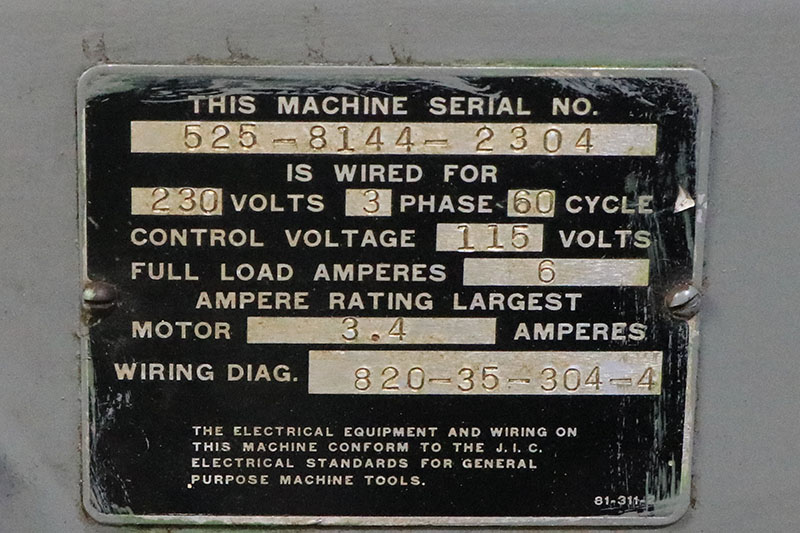 THIS MACHINE SERIAL NO.
525-8144-2304
IS WIRED FOR
230 VOLTS 3 PHASE 60 CYCLE
CONTROL VOLTAGE 115 VOLTS
FULL LOAD AMPERES 6
AMPERE RATING LARGEST
MOTOR 3.4 AMPERES
WIRING DIAG. 820-35-304-4
THE ELECTRICAL EQUIPMENT AND WIRING ON
THIS MACHINE CONFORM TO THE J.I.C.
ELECTRICAL STANDARDS FOR GENERAL
PURPOSE MACHINE TOOLS.
81-311-2